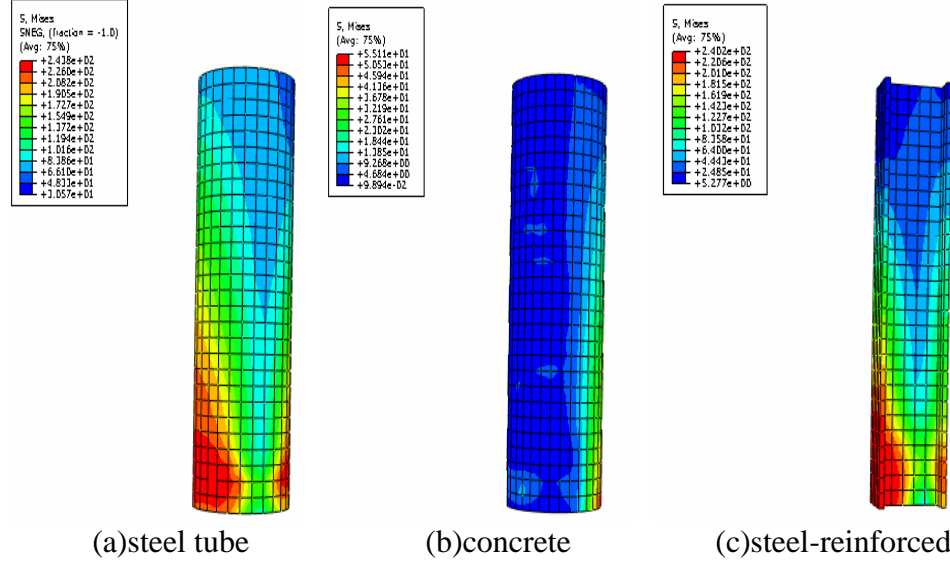 S, Mises
SNEG, (fraction = -1.0)
(Avg: 75%)
+2.438e+02
+2.260e+02
+2.082e+02
+1.905e+02
+1.727e+02
+1.549e+02
+1.372e+02
+1.194e+02
+1.016e+02
+8.386e+01
+6.610e+01
+4.833e+01
+3.057e+01
S, Mises
(Avg: 75%)
+5.511e+01
+5.053e+01
+4.594e+01
+4.136e+01
+3.678e+01
+3.219e+01
+2.761e+01
+2.302e+01
+1.844e+01
+1.385e+01
+9.268e+00
+4.684e+00
+9.894e-02
S, Mises
(Avg: 75%)
+2.402e+02
+2.206e+02
+2.010e+02
+1.815e+02
+1.619e+02
+1.423e+02
+1.227e+02
+1.032e+02
+8.358e+01
+6.400e+01
+4.443e+01
+2.485e+01
+5.277e+00
(a)steel tube
(b)concrete
(c)steel-reinforced